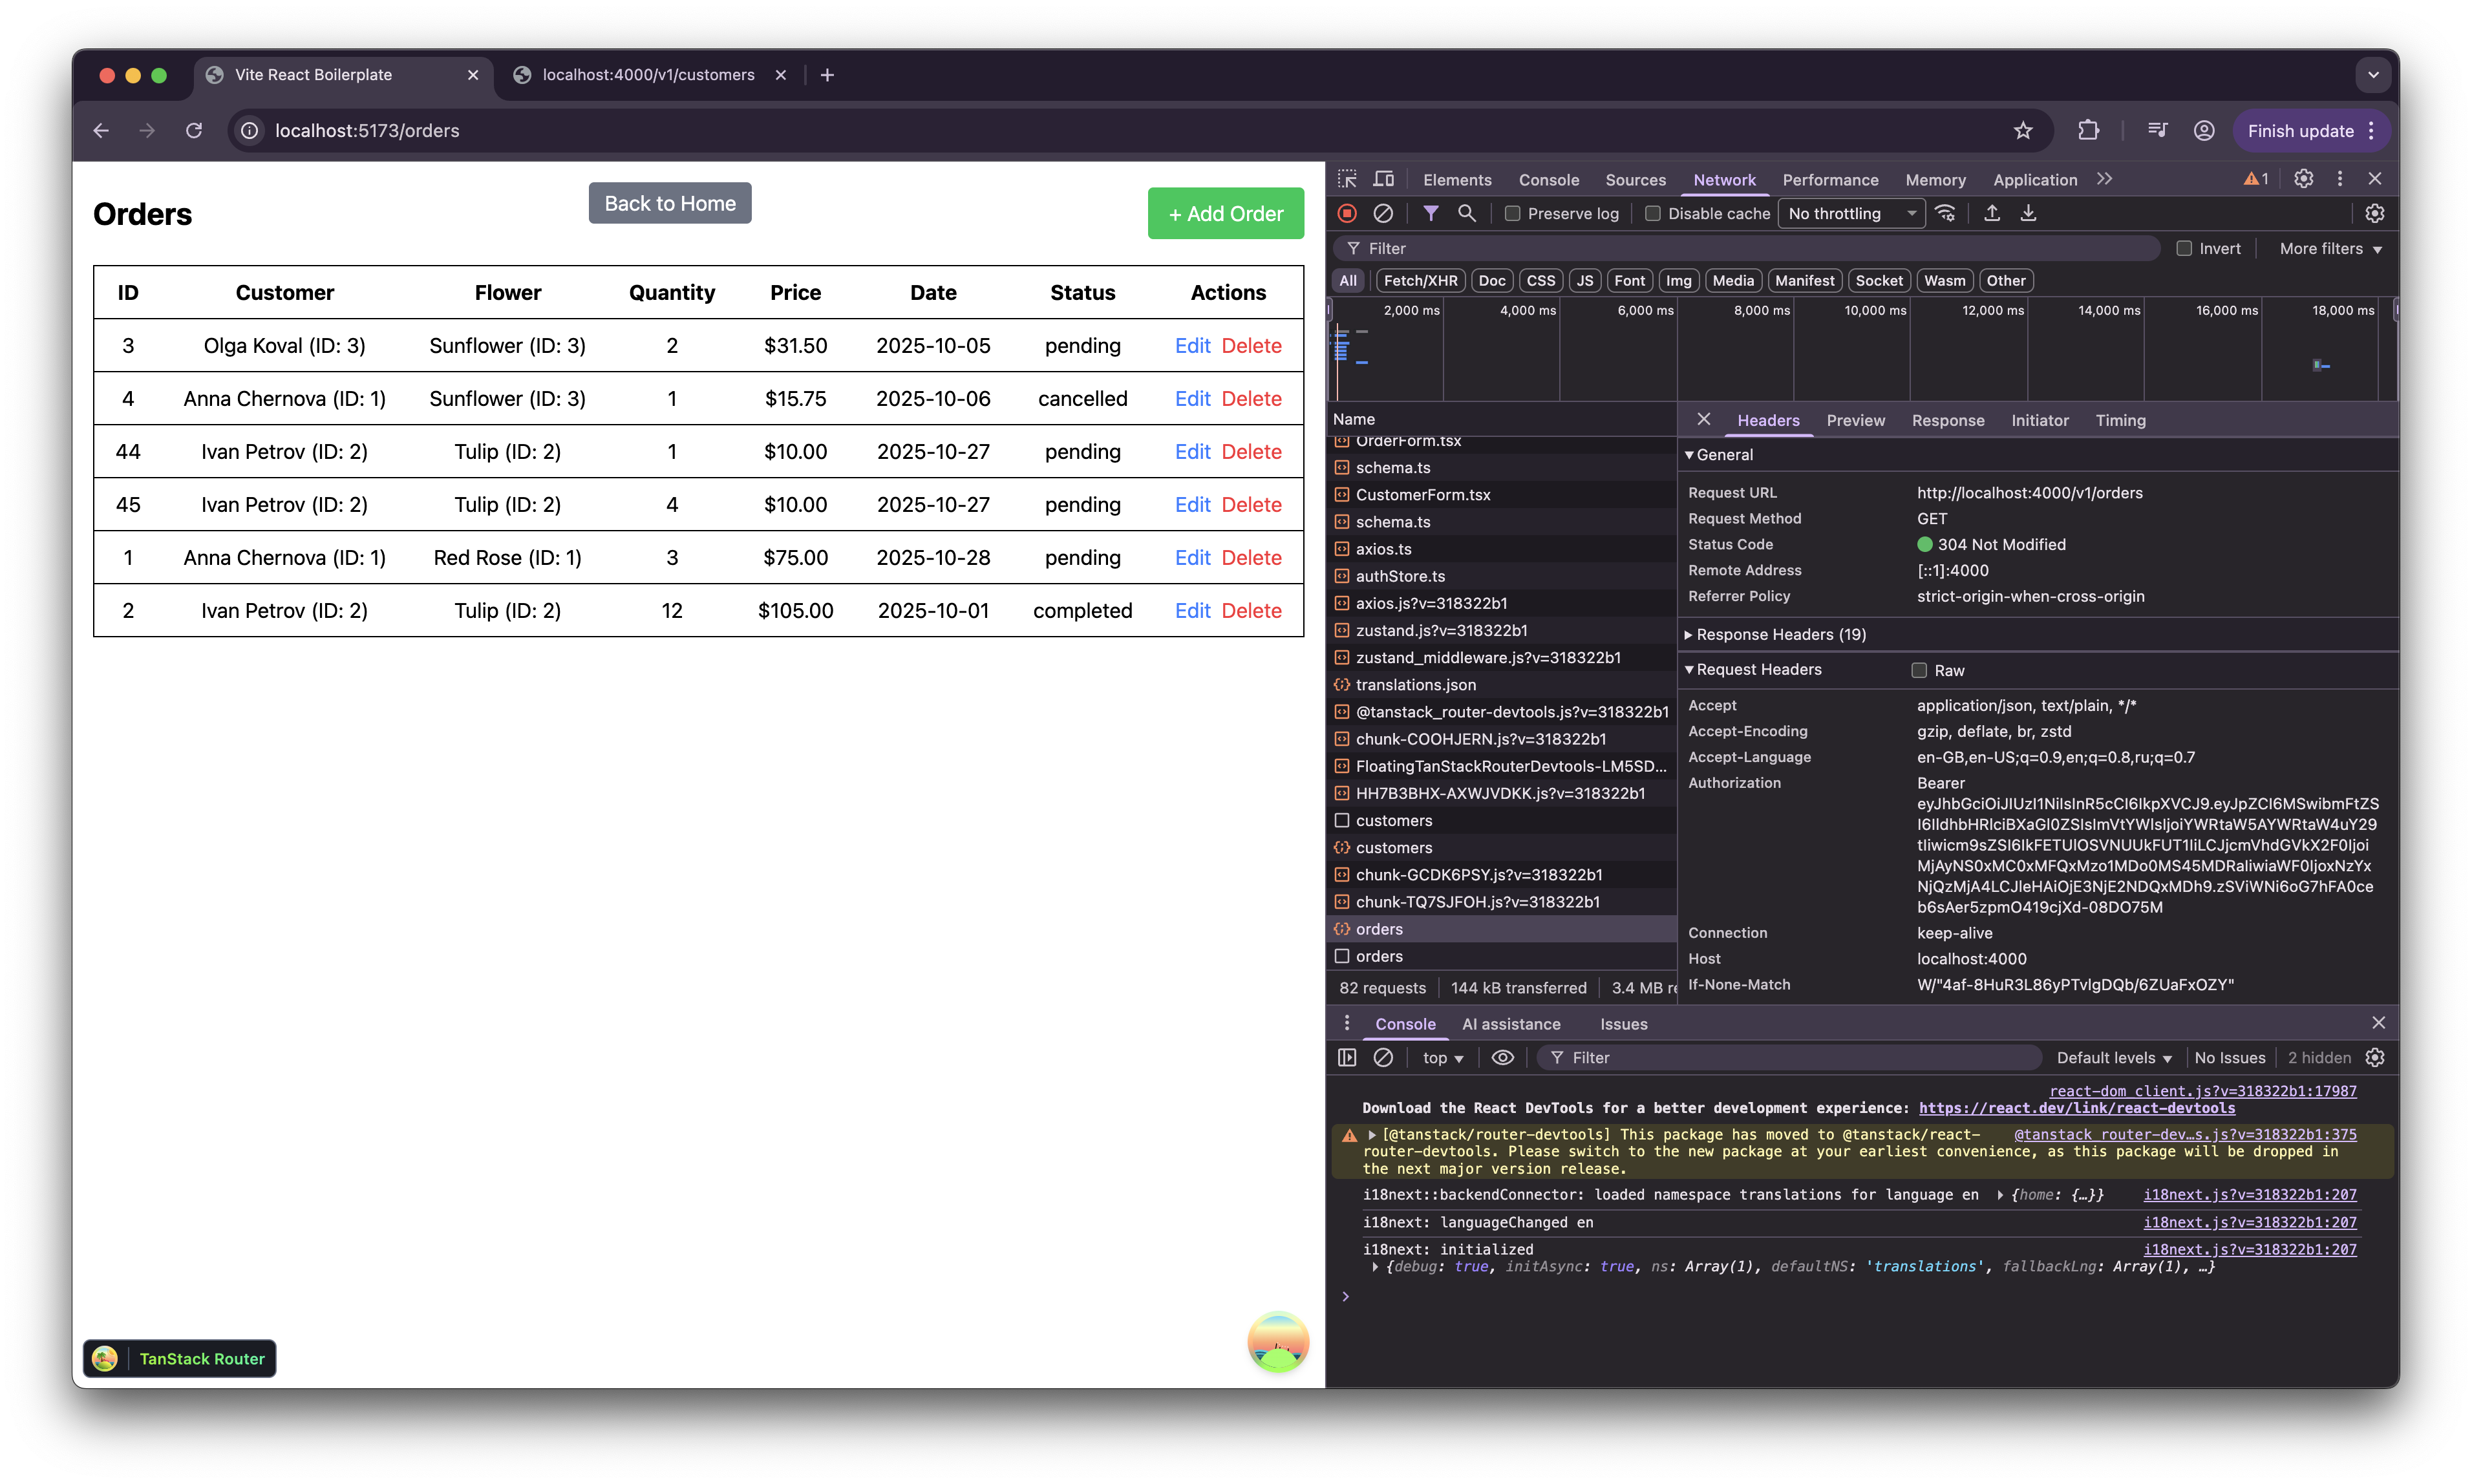 Vite React Boilerplate
localhost:4000/v1/customers
localhost:5173/orders
Finish update
Orders
Back to Home
+ Add Order
ID Customer Flower Quantity Price Date Status Actions
3 Olga Koval (ID: 3) Sunflower (ID: 3) 2 $31.50 2025-10-05 pending Edit Delete
4 Anna Chernova (ID: 1) Sunflower (ID: 3) 1 $15.75 2025-10-06 cancelled Edit Delete
44 Ivan Petrov (ID: 2) Tulip (ID: 2) 1 $10.00 2025-10-27 pending Edit Delete
45 Ivan Petrov (ID: 2) Tulip (ID: 2) 4 $10.00 2025-10-27 pending Edit Delete
1 Anna Chernova (ID: 1) Red Rose (ID: 1) 3 $75.00 2025-10-28 pending Edit Delete
2 Ivan Petrov (ID: 2) Tulip (ID: 2) 12 $105.00 2025-10-01 completed Edit Delete
TanStack Router
Elements Console Sources Network Performance Memory Application 1
Preserve log Disable cache No throttling
Filter Invert More filters
All Fetch/XHR Doc CSS JS Font Img Media Manifest Socket Wasm Other
2,000 ms 4,000 ms 6,000 ms 8,000 ms 10,000 ms 12,000 ms 14,000 ms 16,000 ms 18,000 ms
Name
OrderForm.tsx
schema.ts
CustomerForm.tsx
schema.ts
axios.ts
authStore.ts
axios.js?v=318322b1
zustand.js?v=318322b1
zustand_middleware.js?v=318322b1
translations.json
@tanstack_router-devtools.js?v=318322b1
chunk-COOHJERN.js?v=318322b1
FloatingTanStackRouterDevtools-LM5SD...
HH7B3BHX-AXWJVDKK.js?v=318322b1
customers
customers
chunk-GCDK6PSY.js?v=318322b1
chunk-TQ7SJFOH.js?v=318322b1
orders
orders
82 requests 144 kB transferred 3.4 MB re
Headers Preview Response Initiator Timing
General
Request URL http://localhost:4000/v1/orders
Request Method GET
Status Code 304 Not Modified
Remote Address [::1]:4000
Referrer Policy strict-origin-when-cross-origin
Response Headers (19)
Request Headers Raw
Accept application/json, text/plain, */*
Accept-Encoding gzip, deflate, br, zstd
Accept-Language en-GB,en-US;q=0.9,en;q=0.8,ru;q=0.7
Authorization Bearer
eyJhbGciOiJIUzI1NiIsInR5cCI6IkpXVCJ9.eyJpZCI6MSwibmFtZS
I6IldhbHRlciBXaGl0ZSIsImVtYWlsIjoiYWRtaW5AYWRtaW4uY29
tIiwicm9sZSI6IkFETUlOSVNUUkFUT1IiLCJjcmVhdGVkX2F0Ijoi
MjAyNS0xMC0xMFQxMzo1MDo0MS45MDRaIiwiaWF0IjoxNzYx
NjQzMjA4LCJleHAiOjE3NjE2NDQxMDh9.zSViWNi6oG7hFA0ce
b6sAer5zpmO419cjXd-08DO75M
Connection keep-alive
Host localhost:4000
If-None-Match W/"4af-8HuR3L86yPTvlgDQb/6ZUaFxOZY"
Console AI assistance Issues
top Filter Default levels No Issues 2 hidden
react-dom_client.js?v=318322b1:17987
Download the React DevTools for a better development experience: https://react.dev/link/react-devtools
[@tanstack/router-devtools] This package has moved to @tanstack/react- @tanstack_router-dev…s.js?v=318322b1:375
router-devtools. Please switch to the new package at your earliest convenience, as this package will be dropped in
the next major version release.
i18next::backendConnector: loaded namespace translations for language en {home: {…}} i18next.js?v=318322b1:207
i18next: languageChanged en i18next.js?v=318322b1:207
i18next: initialized i18next.js?v=318322b1:207
{debug: true, initAsync: true, ns: Array(1), defaultNS: 'translations', fallbackLng: Array(1), …}